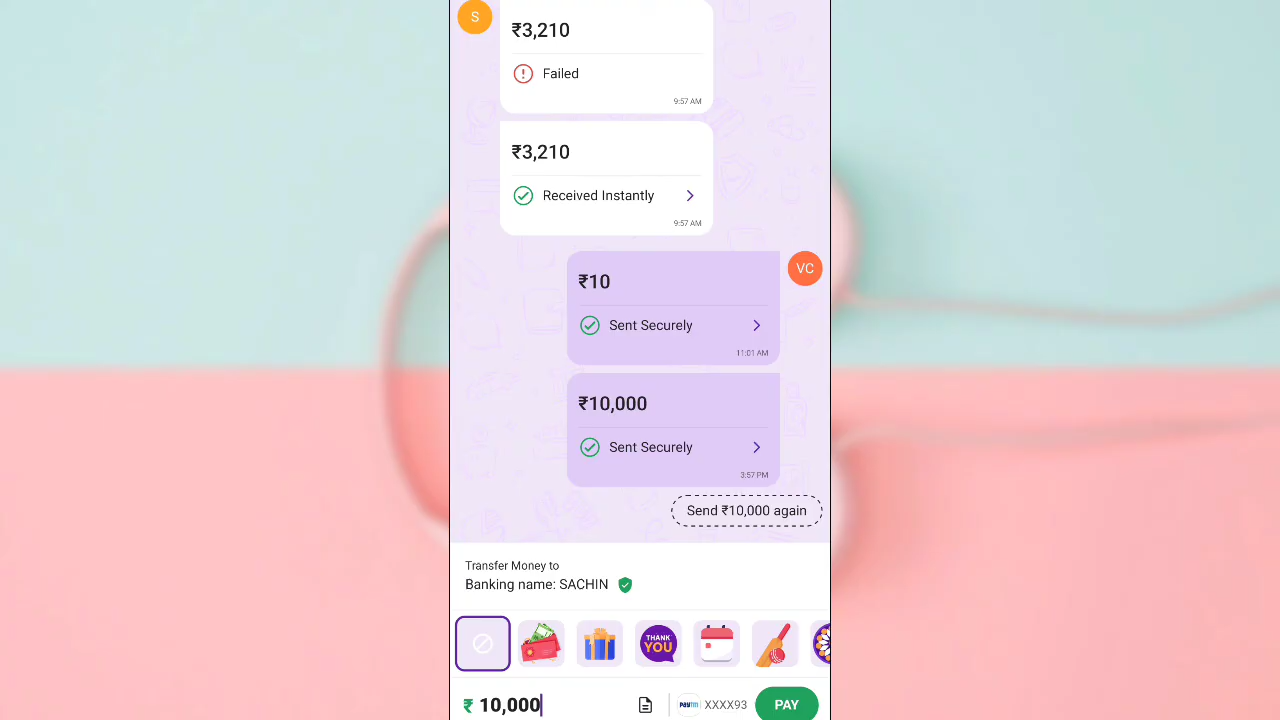 S
₹3,210
Failed
9:57 AM
₹3,210
Received Instantly
9:57 AM
VC
₹10
Sent Securely
11:01 AM
₹10,000
Sent Securely
3:57 PM
Send ₹10,000 again
Transfer Money to
Banking name: SACHIN
THANK
YOU
₹ 10,000
paytm XXXX93 PAY